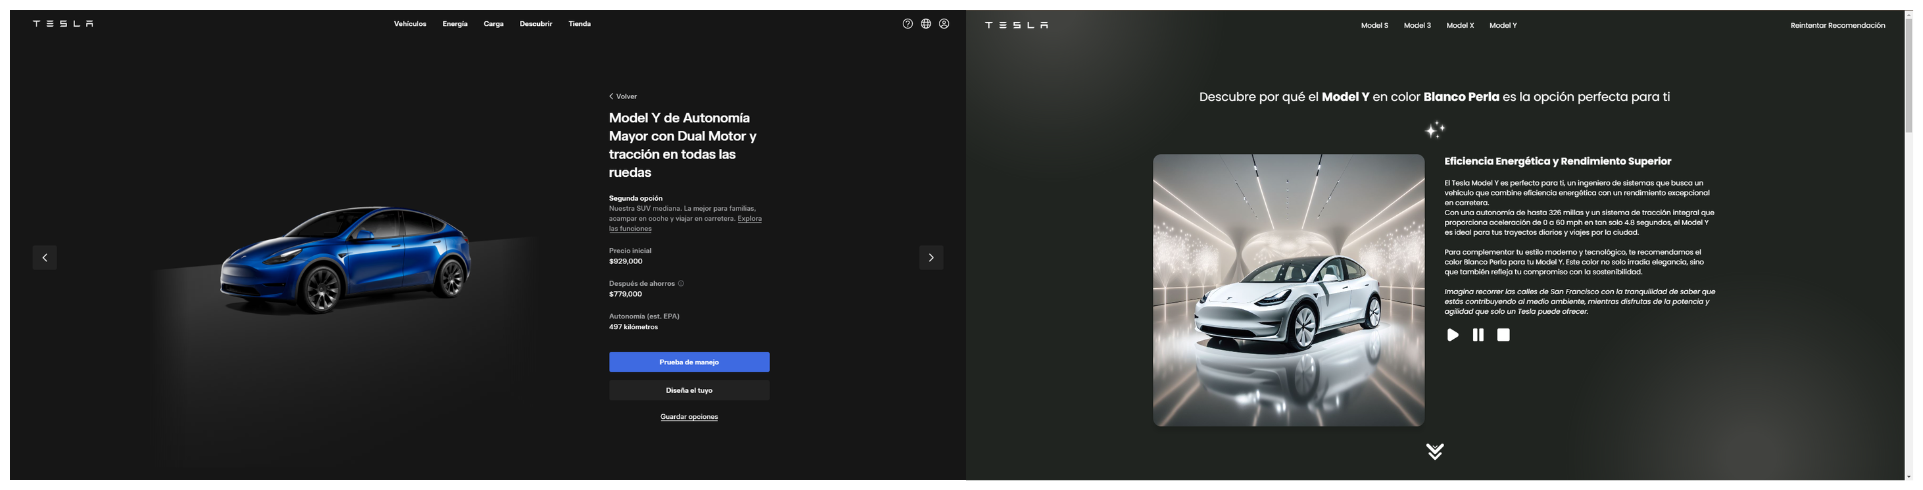 TESLA
Vehículos Energía Carga Descubrir Tienda
Volver
Model Y de Autonomía
Mayor con Dual Motor y
tracción en todas las
ruedas
Segunda opción
Nuestra SUV mediana. La mejor para familias,
acampar en coche y viajar en carretera. Explora
las funciones
Precio inicial
$929,000
Después de ahorros
$779,000
Autonomía (est. EPA)
497 kilómetros
Prueba de manejo
Diseña el tuyo
Guardar opciones
TESLA
Model S Model 3 Model X Model Y
Reintentar Recomendación
Descubre por qué el Model Y en color Blanco Perla es la opción perfecta para ti
Eficiencia Energética y Rendimiento Superior
El Tesla Model Y es perfecto para ti, un ingeniero de sistemas que busca un
vehículo que combine eficiencia energética con un rendimiento excepcional
en carretera.
Con una autonomía de hasta 326 millas y un sistema de tracción integral que
proporciona aceleración de 0 a 60 mph en tan solo 4.8 segundos, el Model Y
es ideal para tus trayectos diarios y viajes por la ciudad.
Para complementar tu estilo moderno y tecnológico, te recomendamos el
color Blanco Perla para tu Model Y. Este color no solo irradia elegancia, sino
que también refleja tu compromiso con la sostenibilidad.
Imagina recorrer las calles de San Francisco con la tranquilidad de saber que
estás contribuyendo al medio ambiente, mientras disfrutas de la potencia y
agilidad que solo un Tesla puede ofrecer.